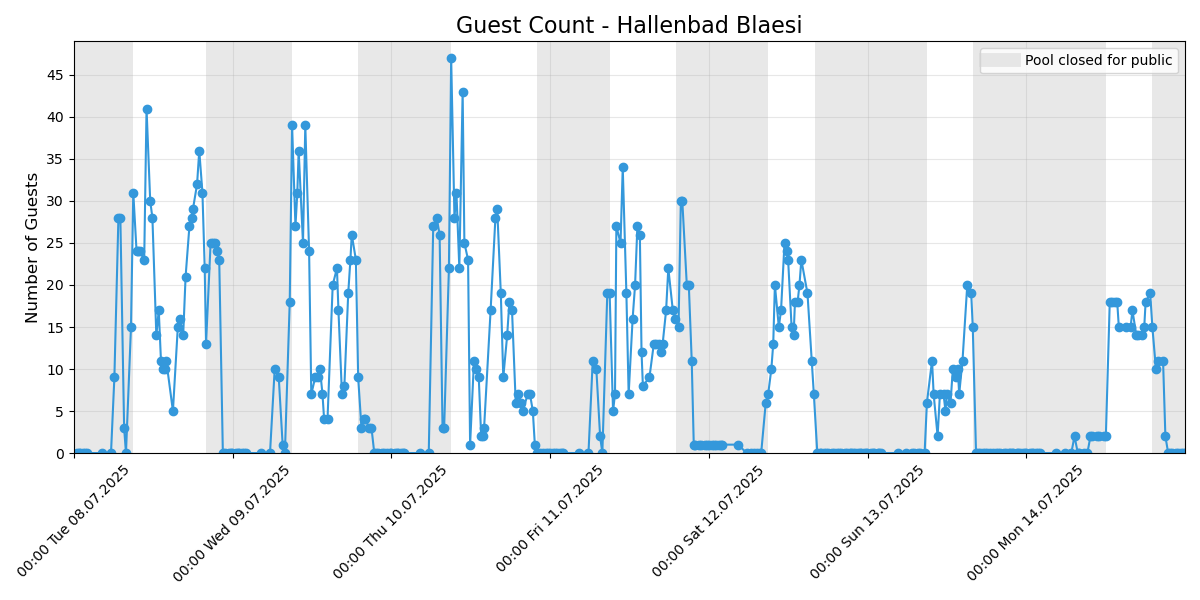 Guest Count - Hallenbad Blaesi
Pool closed for public
Number of Guests
45
40
35
30
25
20
15
10
5
0
00:00 Tue 08.07.2025
00:00 Wed 09.07.2025
00:00 Thu 10.07.2025
00:00 Fri 11.07.2025
00:00 Sat 12.07.2025
00:00 Sun 13.07.2025
00:00 Mon 14.07.2025